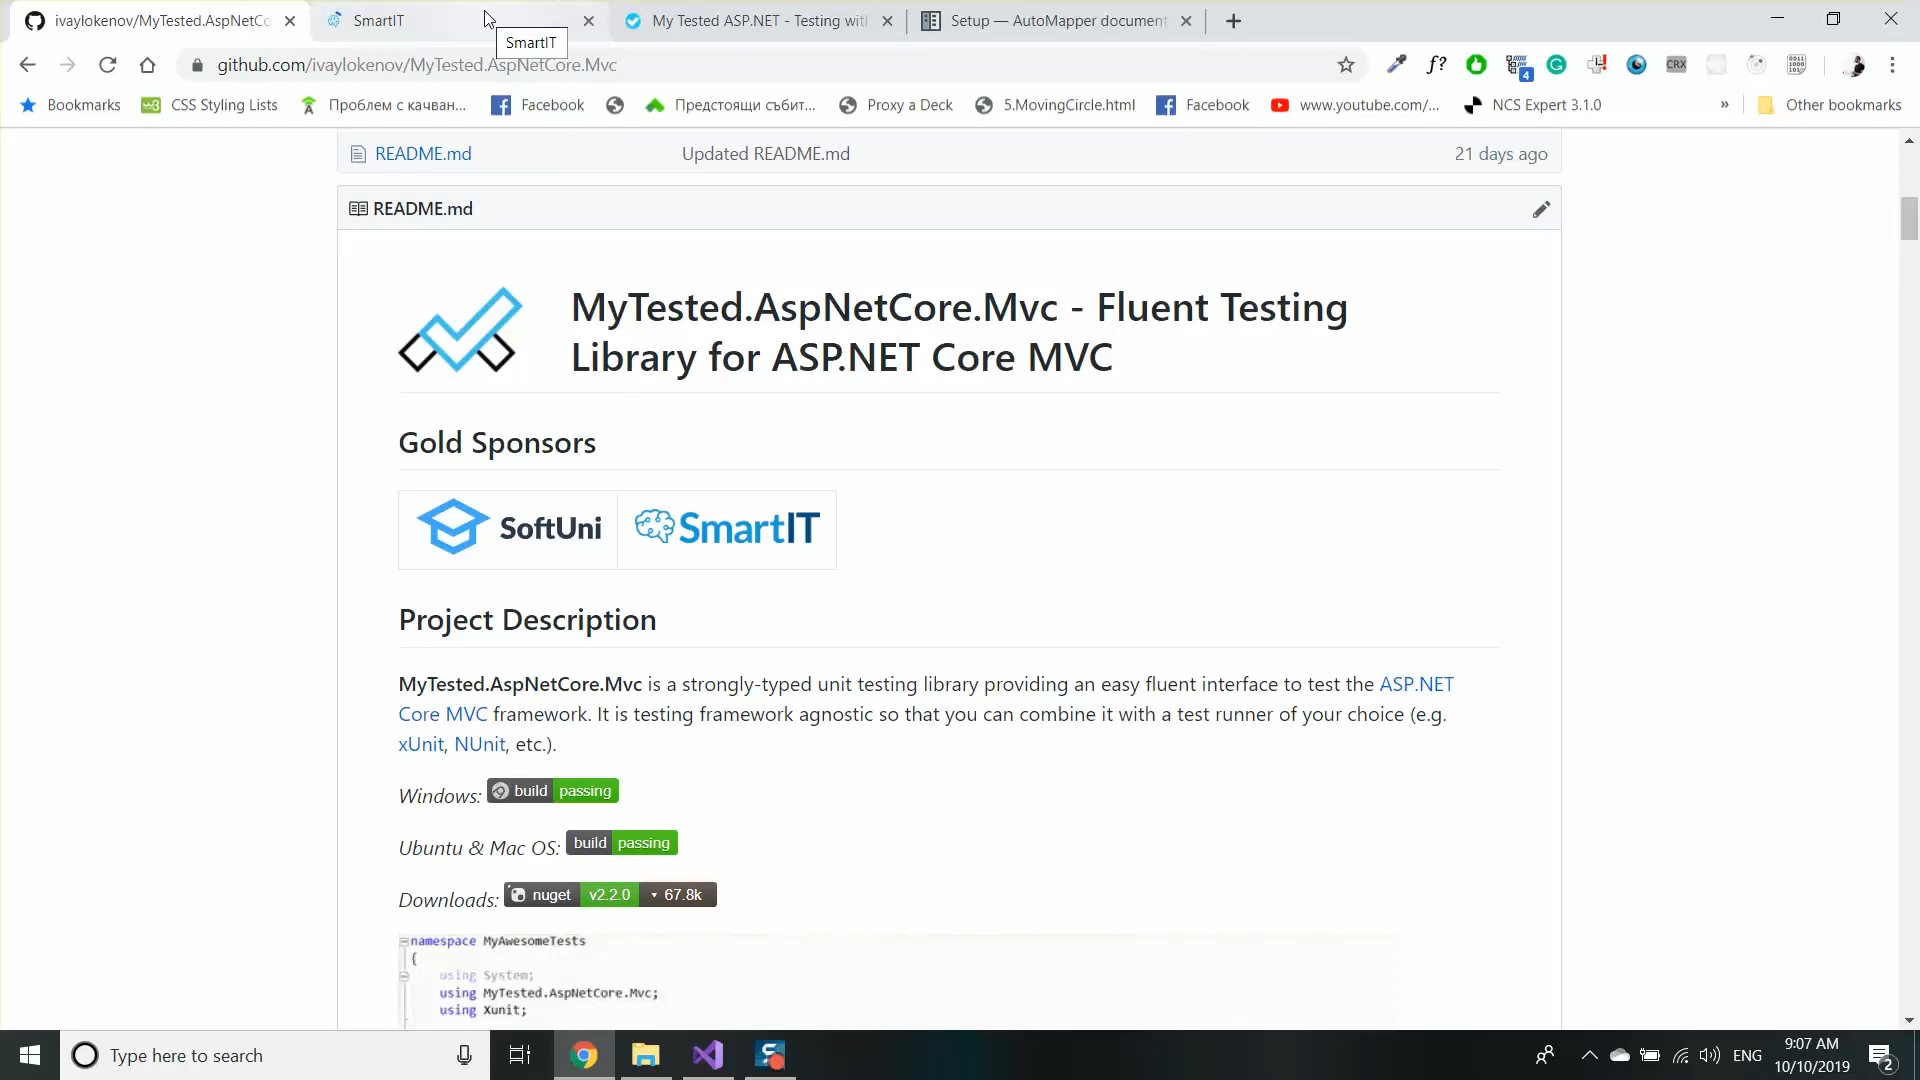 ivaylokenov/MyTested.AspNetCo
SmartIT
My Tested ASP.NET - Testing wit
Setup — AutoMapper document
SmartIT
github.com/ivaylokenov/MyTested.AspNetCore.Mvc
f?
4
CRX
Bookmarks
CSS Styling Lists
Проблем с качван...
Facebook
Предстоящи събит...
Proxy a Deck
5.MovingCircle.html
Facebook
www.youtube.com/...
NCS Expert 3.1.0
»
Other bookmarks
README.md
Updated README.md
21 days ago
README.md
MyTested.AspNetCore.Mvc - Fluent Testing
Library for ASP.NET Core MVC
Gold Sponsors
SoftUni
SmartIT
Project Description
MyTested.AspNetCore.Mvc is a strongly-typed unit testing library providing an easy fluent interface to test the ASP.NET
Core MVC framework. It is testing framework agnostic so that you can combine it with a test runner of your choice (e.g.
xUnit, NUnit, etc.).
Windows: build passing
Ubuntu & Mac OS: build passing
Downloads: nuget v2.2.0 67.8k
namespace MyAwesomeTests
{
using System;
using MyTested.AspNetCore.Mvc;
using Xunit;
Type here to search
ENG
9:07 AM
10/10/2019
2